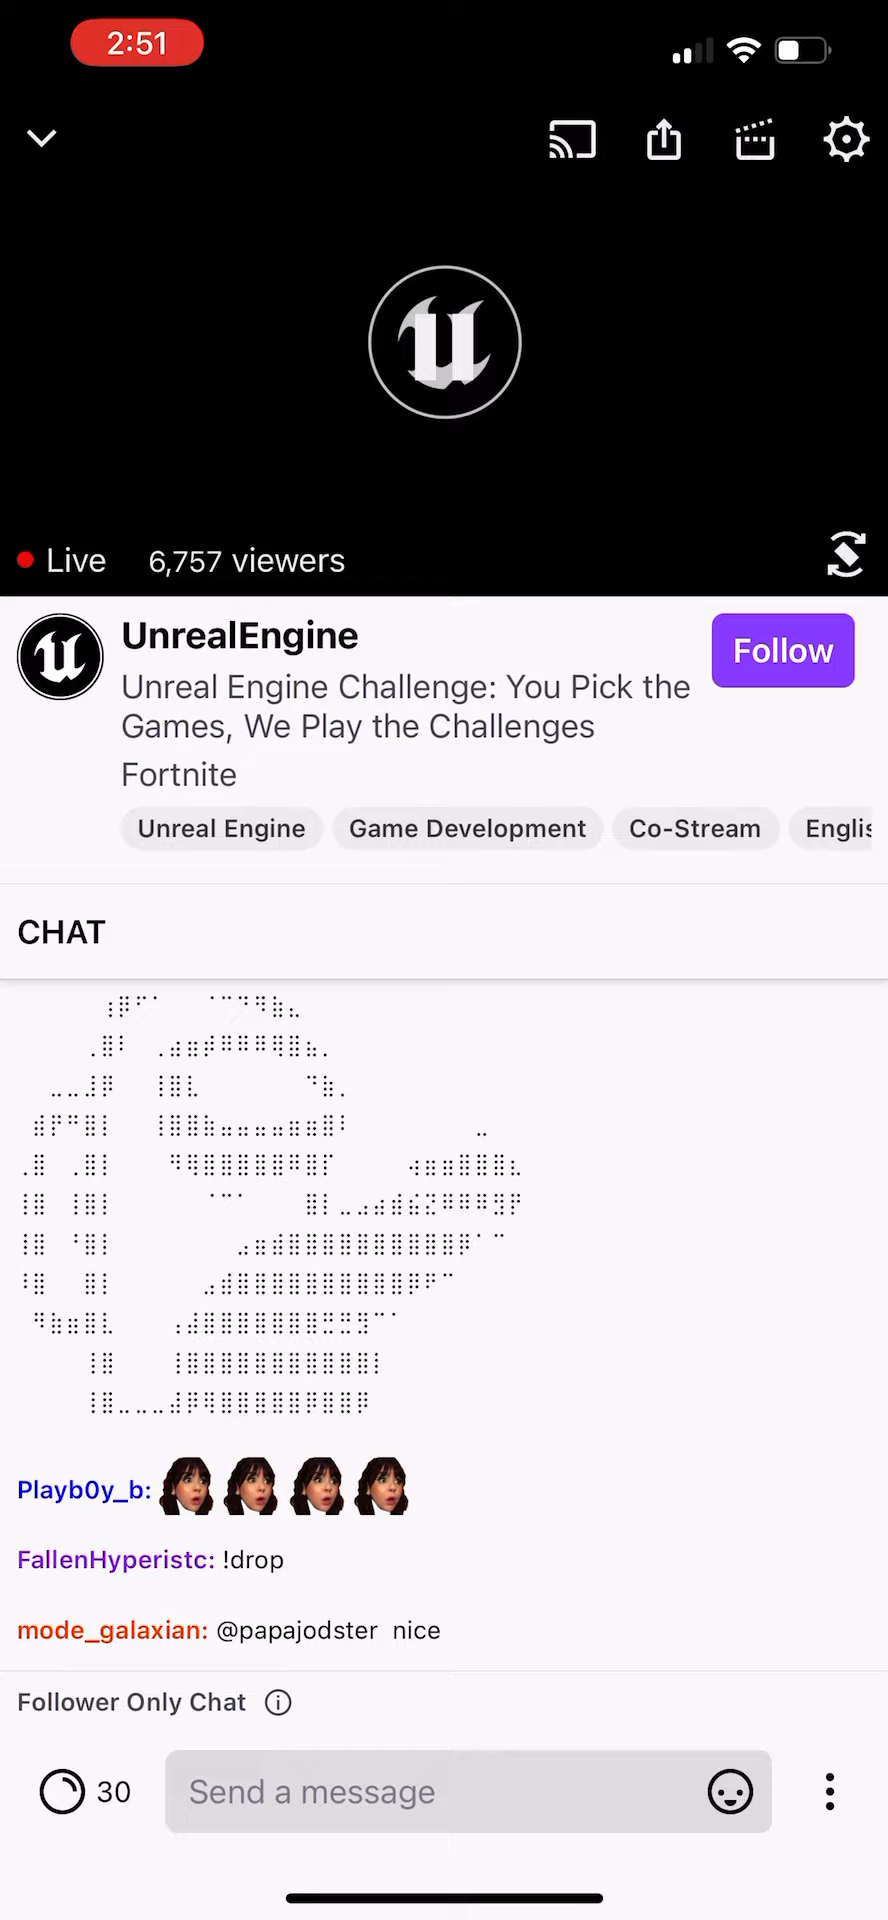 2:51
Live 6,757 viewers
UnrealEngine
Follow
Unreal Engine Challenge: You Pick the
Games, We Play the Challenges
Fortnite
Unreal Engine Game Development Co-Stream Englis
CHAT
Playb0y_b:
FallenHyperistc: !drop
mode_galaxian: @papajodster nice
Follower Only Chat
30 Send a message